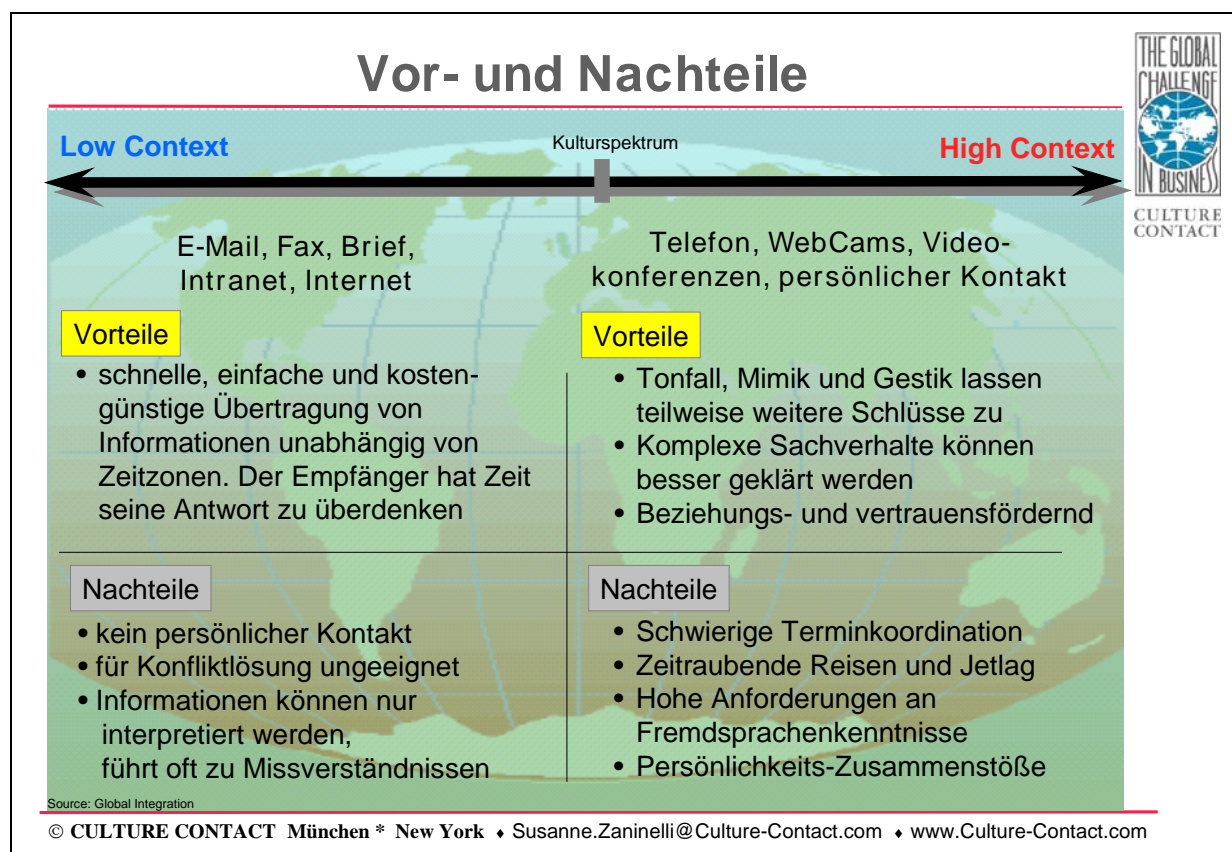 Vor- und Nachteile
THE GLOBAL
CHALLENGE
IN BUSINESS
CULTURE
CONTACT
Low Context
Kulturspektrum
High Context
E-Mail, Fax, Brief,
Intranet, Internet
Telefon, WebCams, Video-
konferenzen, persönlicher Kontakt
Vorteile
• schnelle, einfache und kosten-
günstige Übertragung von
Informationen unabhängig von
Zeitzonen. Der Empfänger hat Zeit
seine Antwort zu überdenken
Vorteile
• Tonfall, Mimik und Gestik lassen
teilweise weitere Schlüsse zu
• Komplexe Sachverhalte können
besser geklärt werden
• Beziehungs- und vertrauensfördernd
Nachteile
• kein persönlicher Kontakt
• für Konfliktlösung ungeeignet
• Informationen können nur
interpretiert werden,
führt oft zu Missverständnissen
Nachteile
• Schwierige Terminkoordination
• Zeitraubende Reisen und Jetlag
• Hohe Anforderungen an
Fremdsprachenkenntnisse
• Persönlichkeits-Zusammenstöße
Source: Global Integration
© CULTURE CONTACT München * New York ♦ Susanne.Zaninelli@Culture-Contact.com ♦ www.Culture-Contact.com